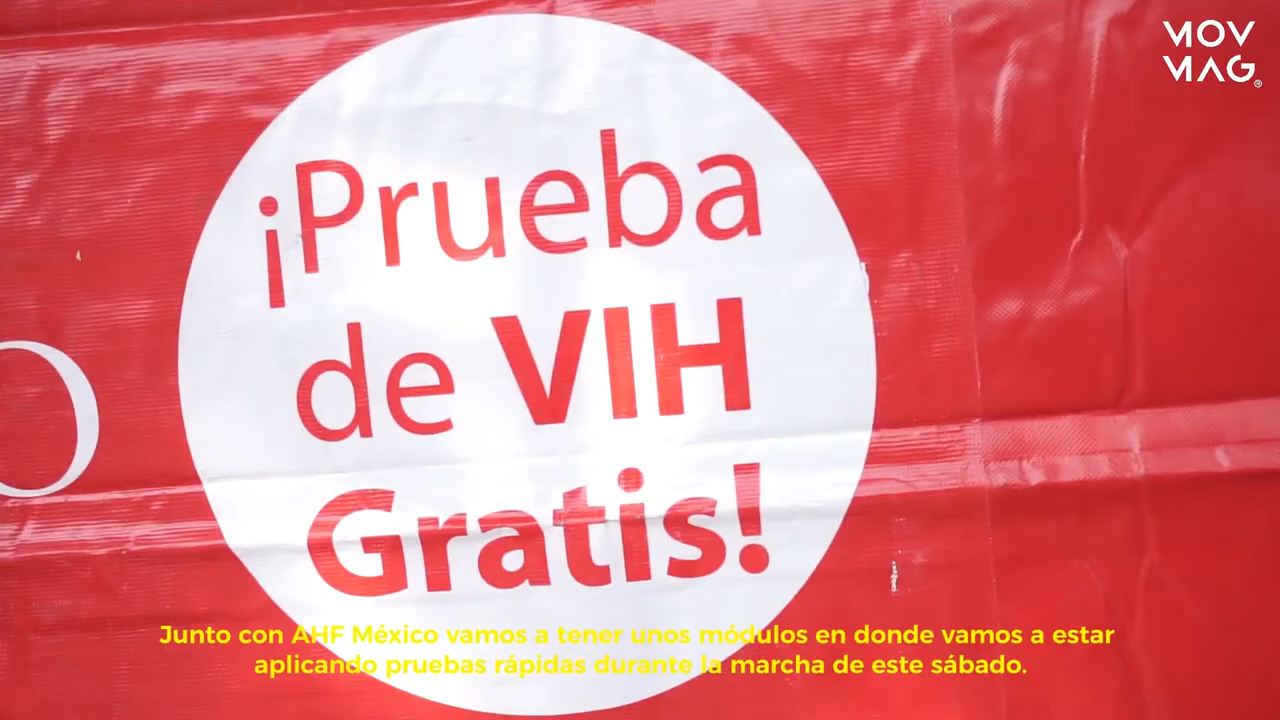 MOV
MAG®
¡Prueba
de VIH
Gratis!
O
Junto con AHF México vamos a tener unos módulos en donde vamos a estar
aplicando pruebas rápidas durante la marcha de este sábado.